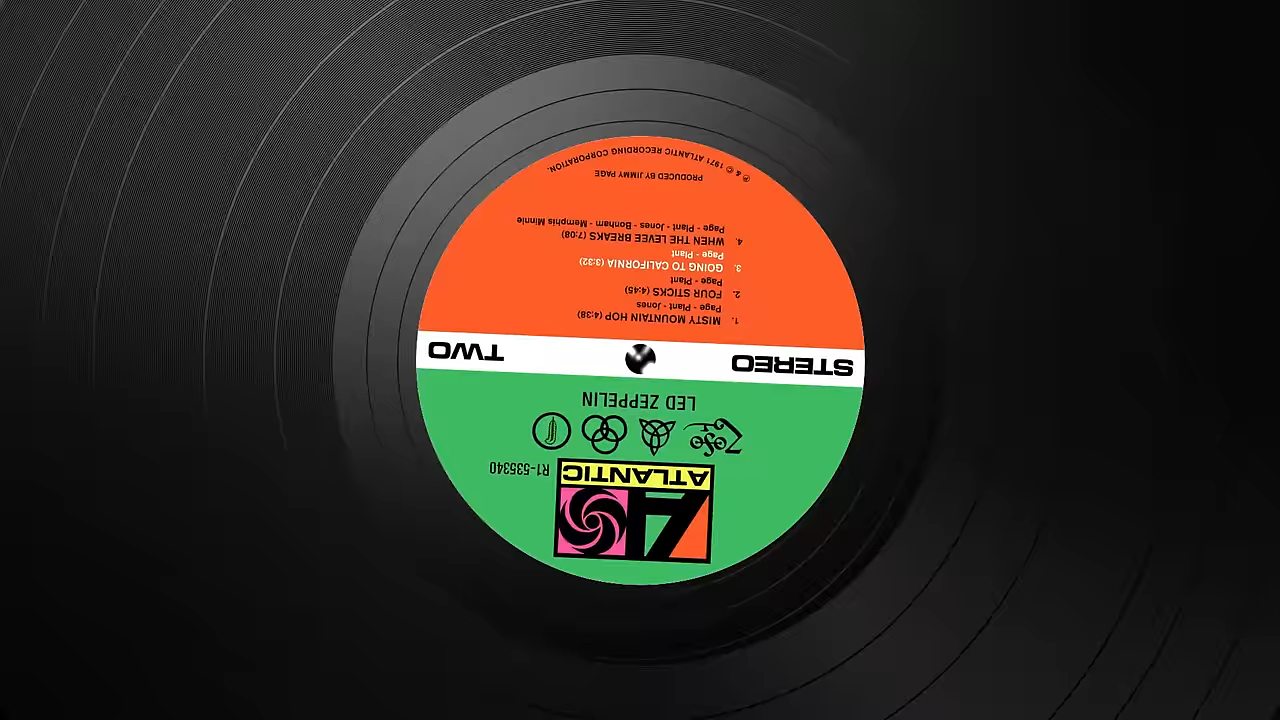 ATLANTIC
R1-535340
LED ZEPPELIN
STEREO
TWO
1. MISTY MOUNTAIN HOP (4:38)
Page - Plant - Jones
2. FOUR STICKS (4:45)
Page - Plant
3. GOING TO CALIFORNIA (3:32)
Page - Plant
4. WHEN THE LEVEE BREAKS (7:08)
Page - Plant - Jones - Bonham - Memphis Minnie
PRODUCED BY JIMMY PAGE
℗ & © 1971 ATLANTIC RECORDING CORPORATION.